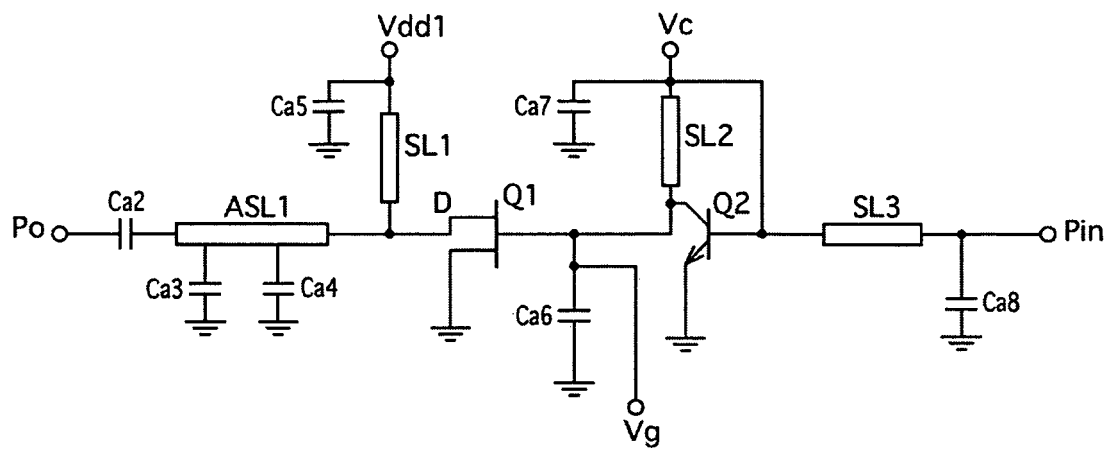 Vdd1
Vc
Ca5
SL1
Ca7
SL2
Po
Ca2
ASL1
D
Q1
Q2
SL3
Pin
Ca3
Ca4
Ca6
Ca8
Vg